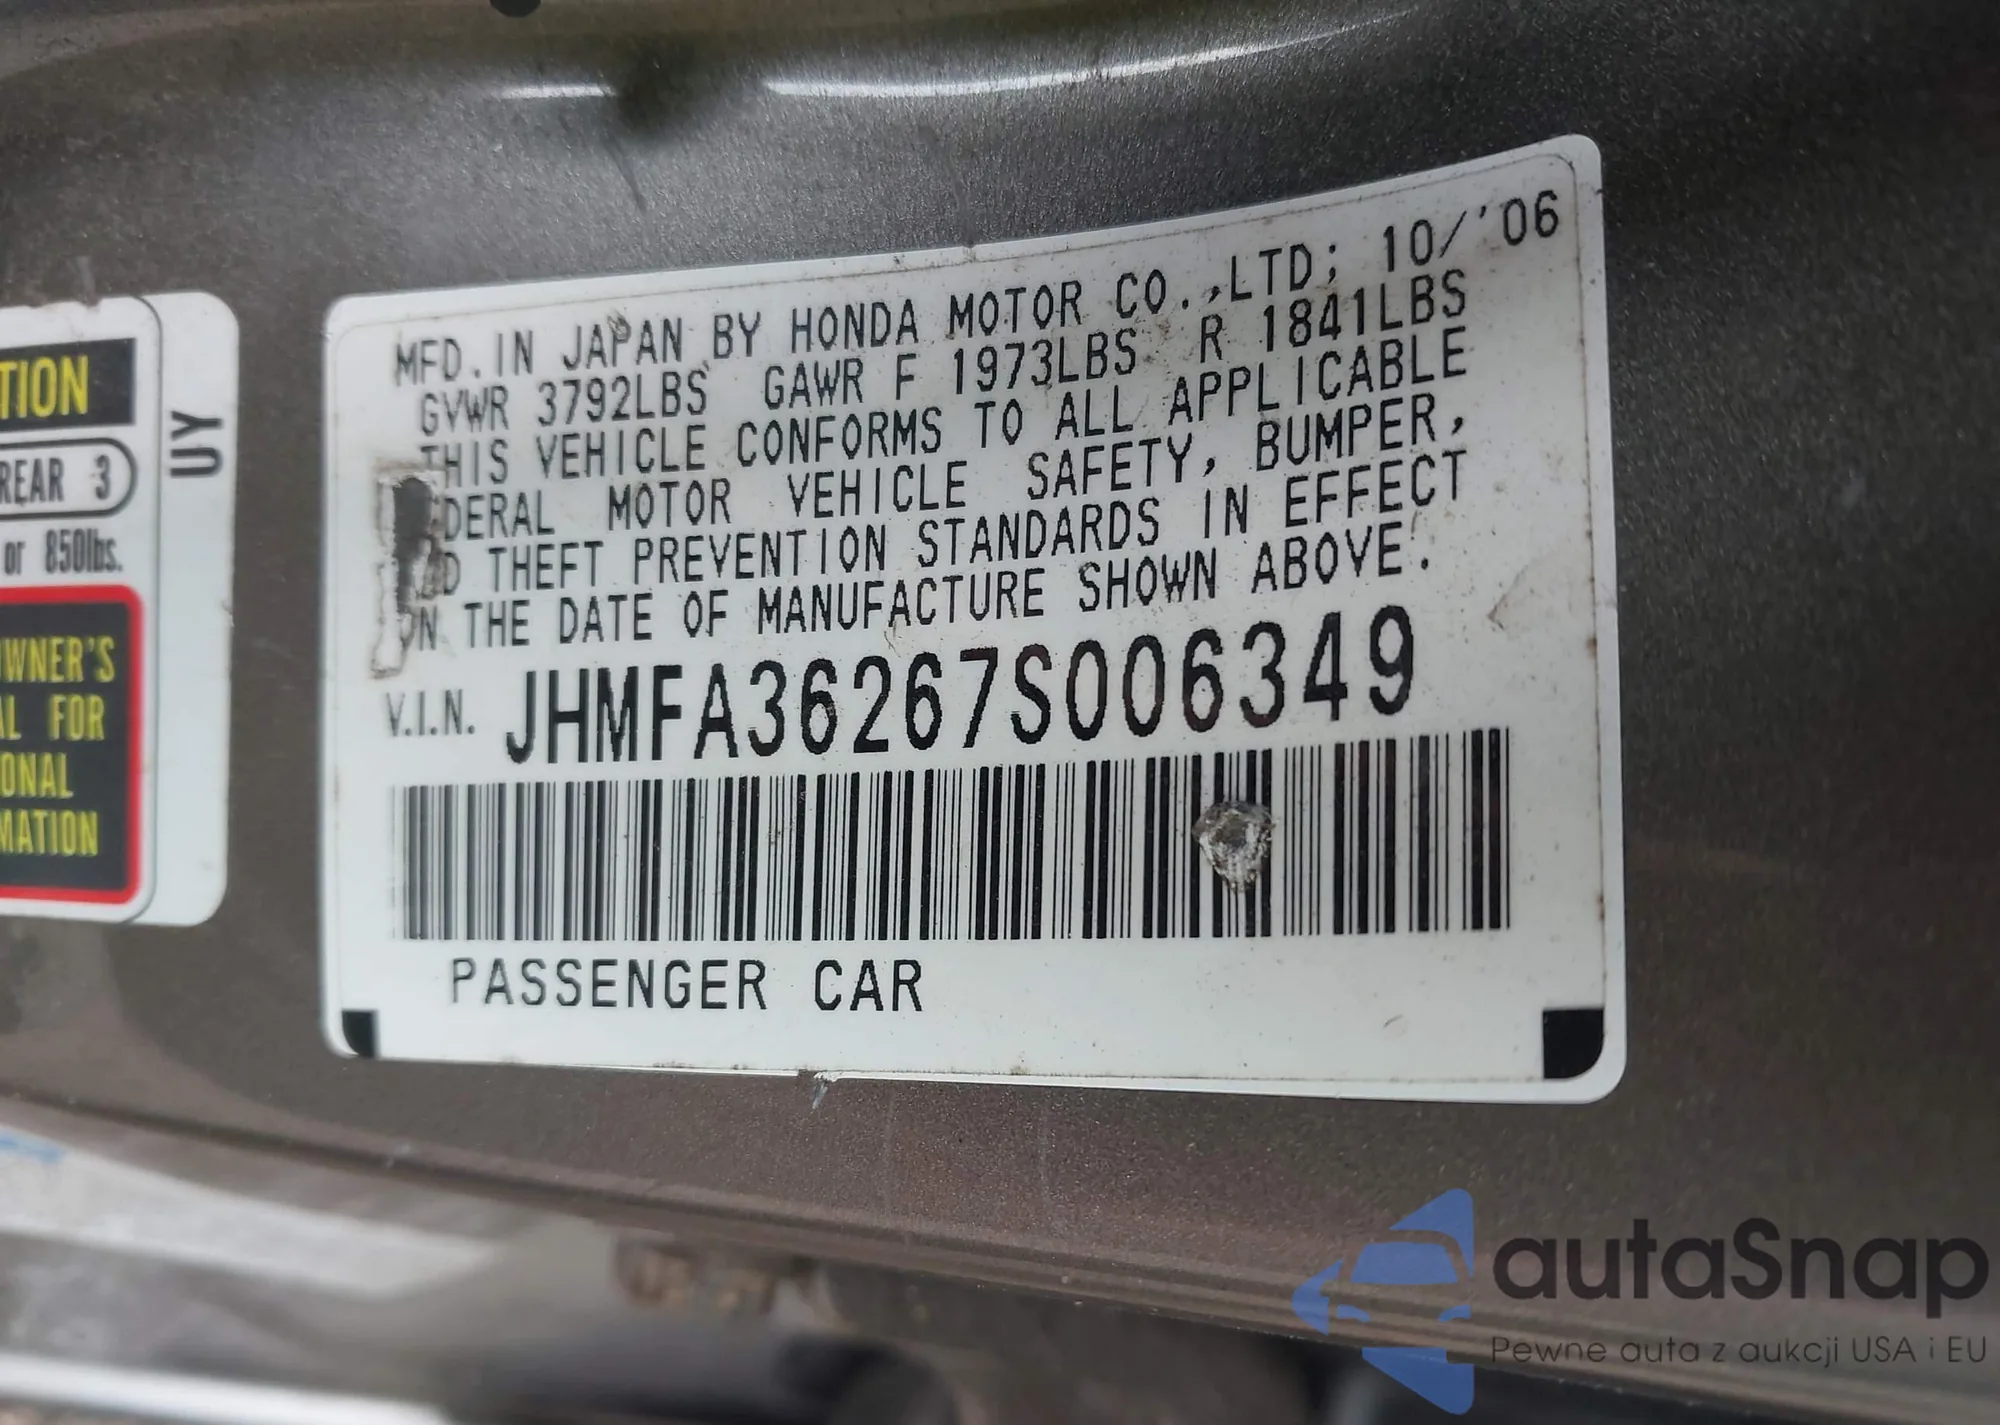 MFD. IN JAPAN BY HONDA MOTOR CO.,LTD; 10/'06
GVWR 3792LBS GAWR F 1973LBS R 1841LBS
THIS VEHICLE CONFORMS TO ALL APPLICABLE
DERAL MOTOR VEHICLE SAFETY, BUMPER,
D THEFT PREVENTION STANDARDS IN EFFECT
ON THE DATE OF MANUFACTURE SHOWN ABOVE.
V.I.N. JHMFA36267S006349
PASSENGER CAR
TION
REAR 3
or 850lbs.
WNER'S
AL FOR
ONAL
MATION
UY
autaSnap
Pewne auta z aukcji USA i EU